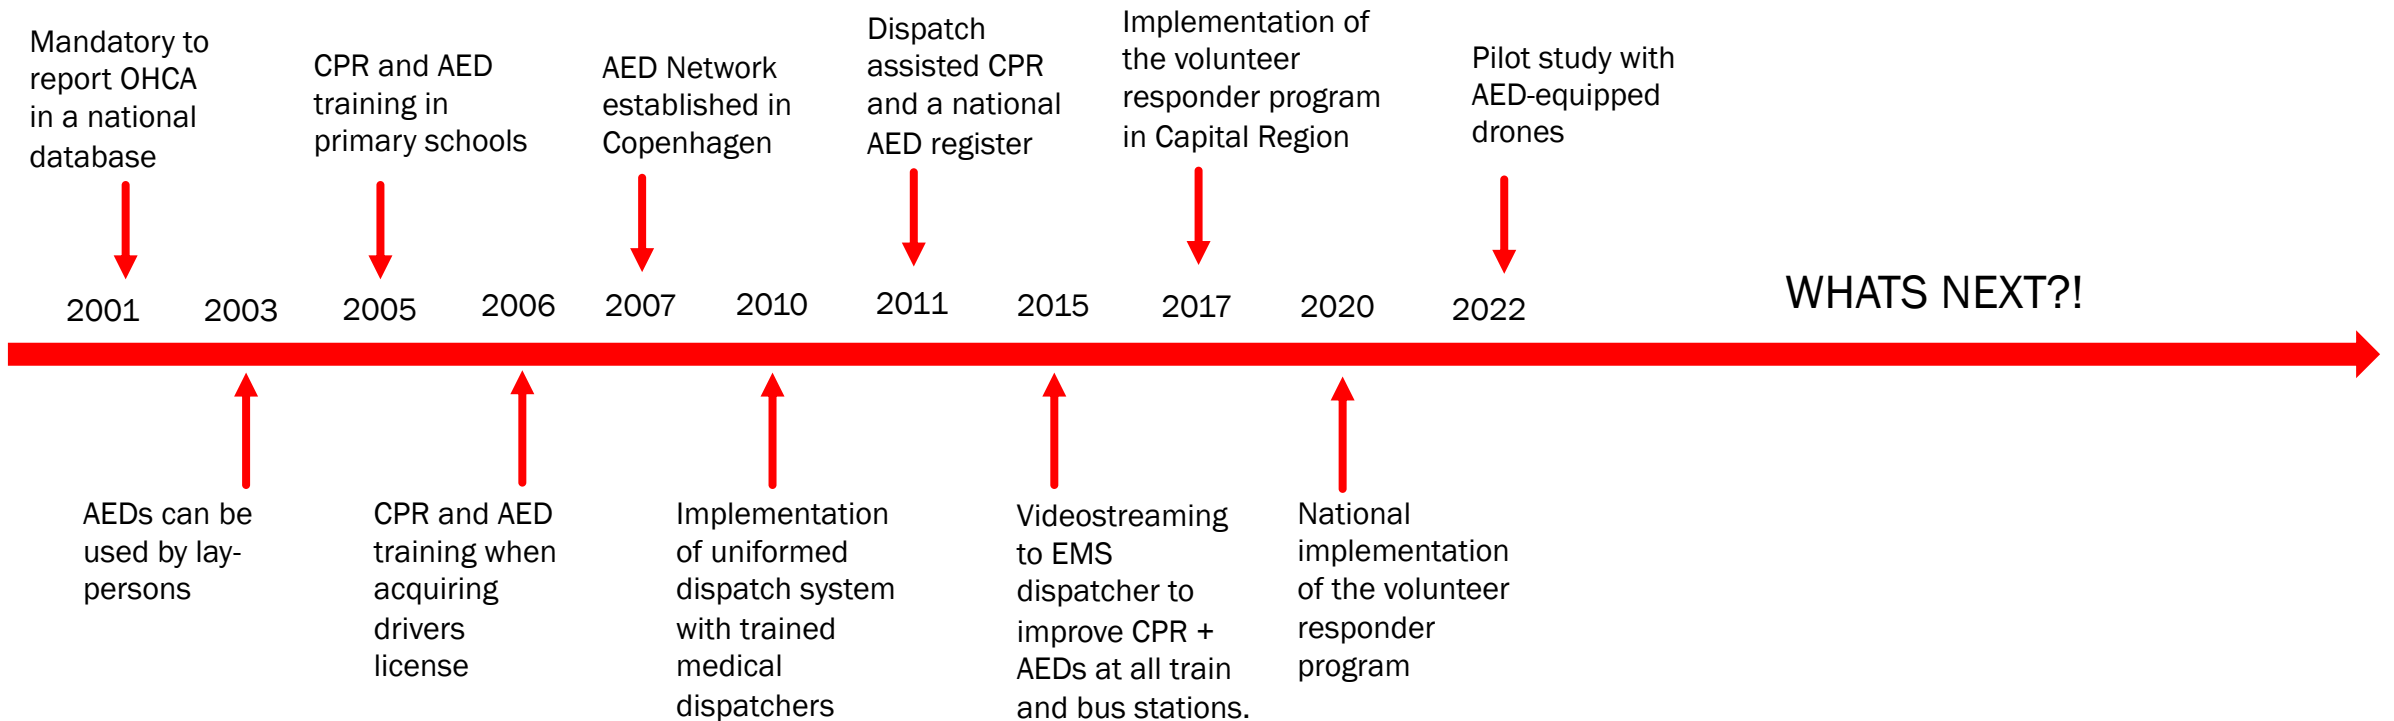 Mandatory to
report OHCA
in a national
database
CPR and AED
training in
primary schools
AED Network
established in
Copenhagen
Dispatch
assisted CPR
and a national
AED register
Implementation of
the volunteer
responder program
in Capital Region
Pilot study with
AED-equipped
drones
2001
2003
2005
2006
2007
2010
2011
2015
2017
2020
2022
WHATS NEXT?!
AEDs can be
used by lay-
persons
CPR and AED
training when
acquiring
drivers
license
Implementation
of uniformed
dispatch system
with trained
medical
dispatchers
Videostreaming
to EMS
dispatcher to
improve CPR +
AEDs at all train
and bus stations.
National
implementation
of the volunteer
responder
program